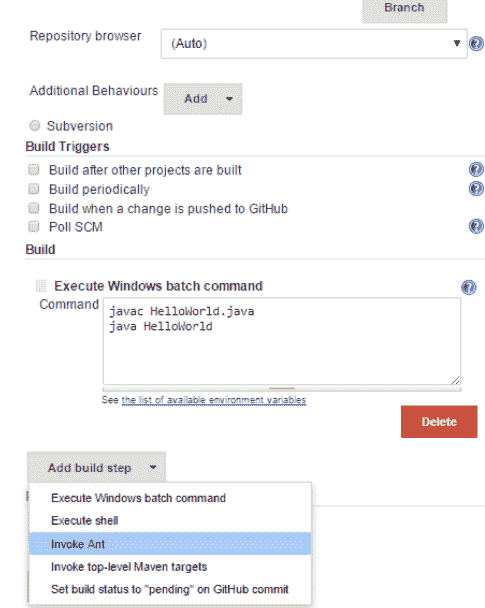 Branch
Repository browser
(Auto)
Additional Behaviours
Add
Subversion
Build Triggers
Build after other projects are built
Build periodically
Build when a change is pushed to GitHub
Poll SCM
Build
Execute Windows batch command
Command
javac HelloWorld.java
java HelloWorld
See the list of available environment variables
Delete
Add build step
Execute Windows batch command
Execute shell
Invoke Ant
Invoke top-level Maven targets
Set build status to "pending" on GitHub commit